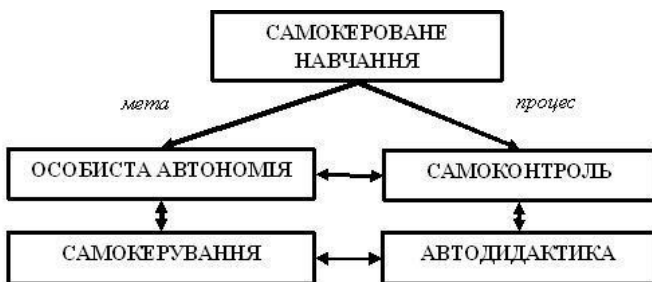 САМОКЕРОВАНЕ
НАВЧАННЯ
мета
процес
ОСОБИСТА АВТОНОМІЯ
САМОКОНТРОЛЬ
САМОКЕРУВАННЯ
АВТОДИДАКТИКА